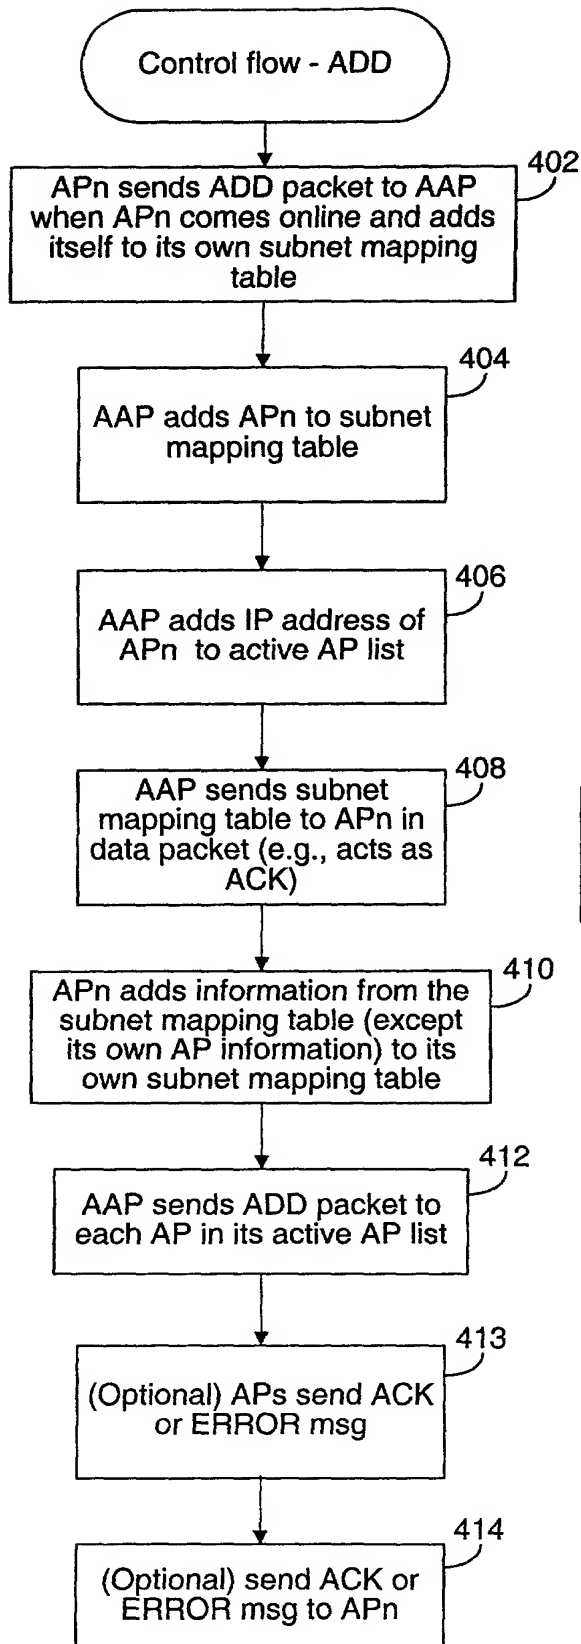 Control flow - ADD
402
APn sends ADD packet to AAP
when APn comes online and adds
itself to its own subnet mapping
table
404
AAP adds APn to subnet
mapping table
406
AAP adds IP address of
APn to active AP list
408
AAP sends subnet
mapping table to APn in
data packet (e.g., acts as
ACK)
410
APn adds information from the
subnet mapping table (except
its own AP information) to its
own subnet mapping table
412
AAP sends ADD packet to
each AP in its active AP list
413
(Optional) APs send ACK
or ERROR msg
414
(Optional) send ACK or
ERROR msg to APn